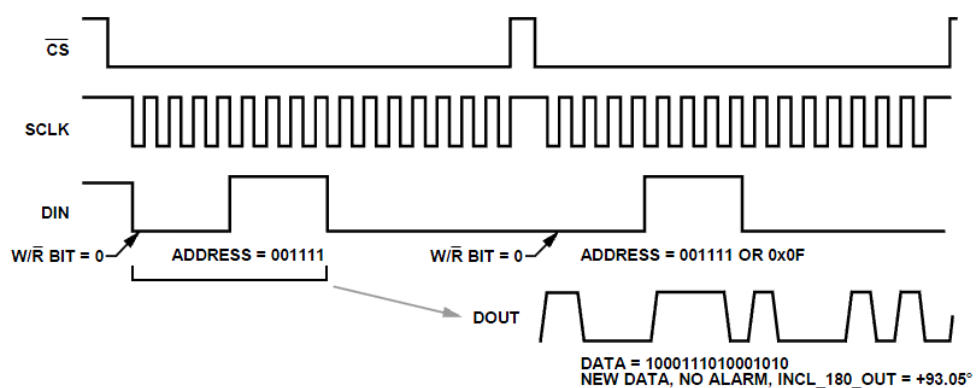 CS
SCLK
DIN
W/R BIT = 0
ADDRESS = 001111
W/R BIT = 0
ADDRESS = 001111 OR 0x0F
DOUT
DATA = 1000111010001010
NEW DATA, NO ALARM, INCL_180_OUT = +93.05°